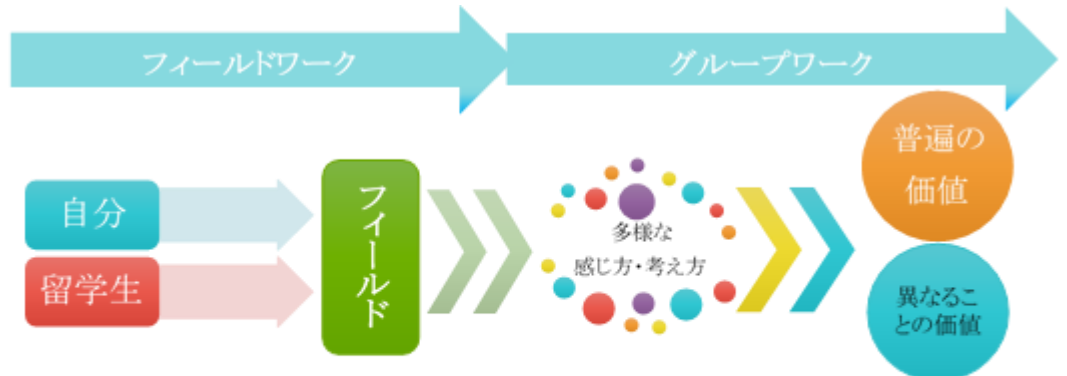 フィールドワーク
グループワーク
自分
留学生
フィールド
多様な
感じ方・考え方
普遍の
価値
異なるこ
との価値